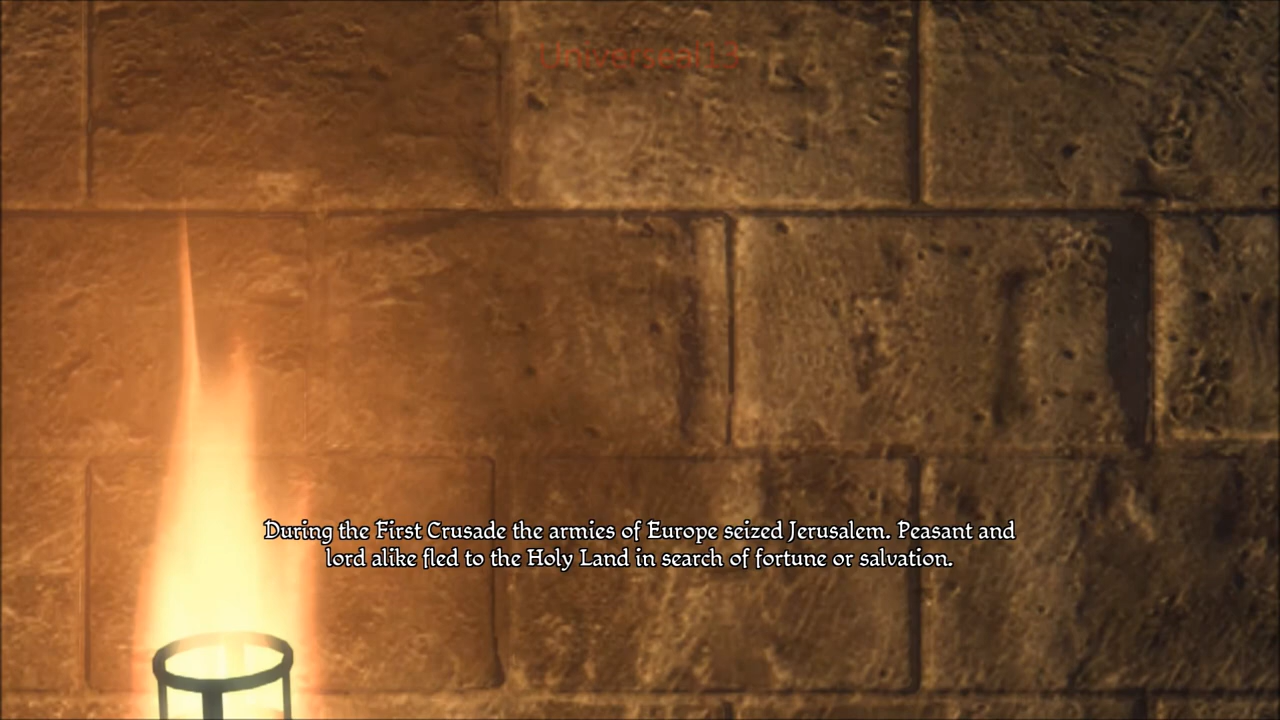 Universeal13
During the First Crusade the armies of Europe seized Jerusalem. Peasant and
lord alike fled to the Holy Land in search of fortune or salvation.